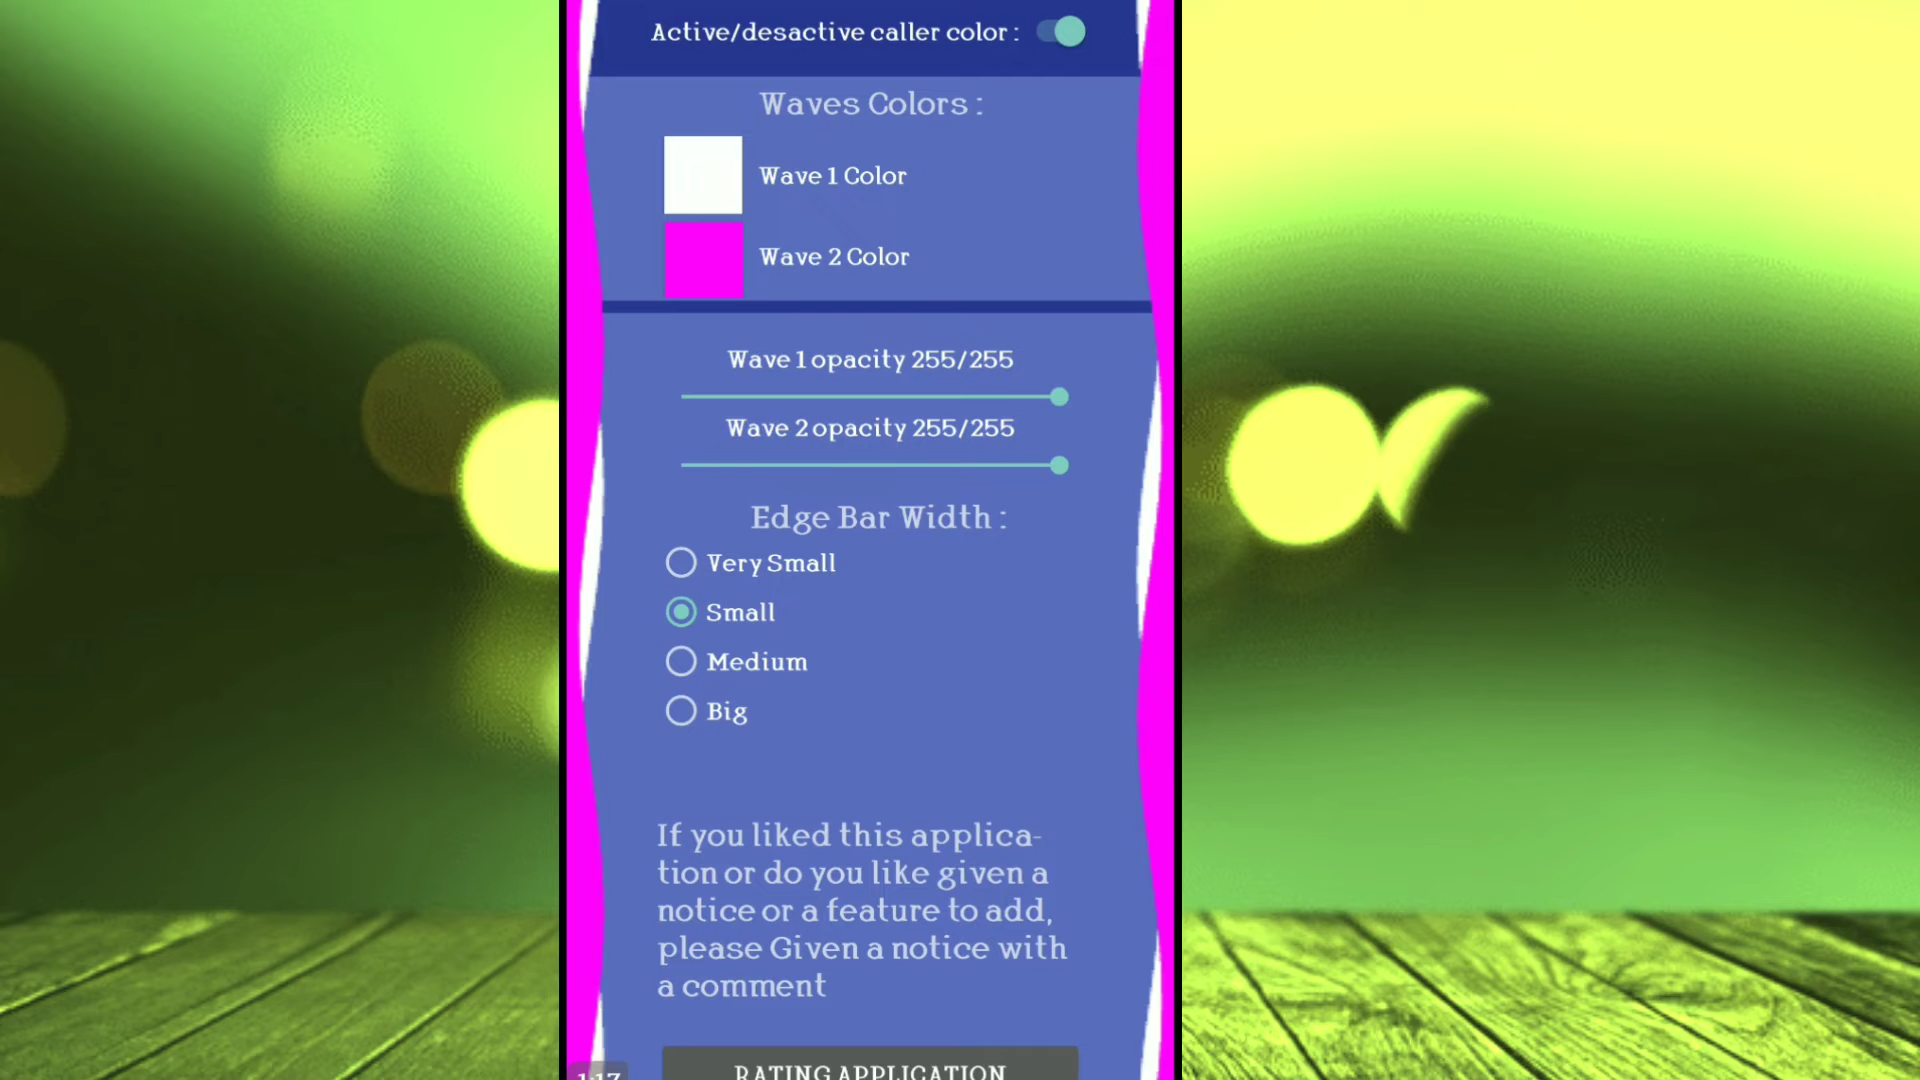 Active/desactive caller color :
Waves Colors :
Wave 1 Color
Wave 2 Color
Wave 1 opacity 255/255
Wave 2 opacity 255/255
Edge Bar Width :
Very Small
Small
Medium
Big
If you liked this applica-
tion or do you like given a
notice or a feature to add,
please Given a notice with
a comment
RATING APPLICATION
1:17